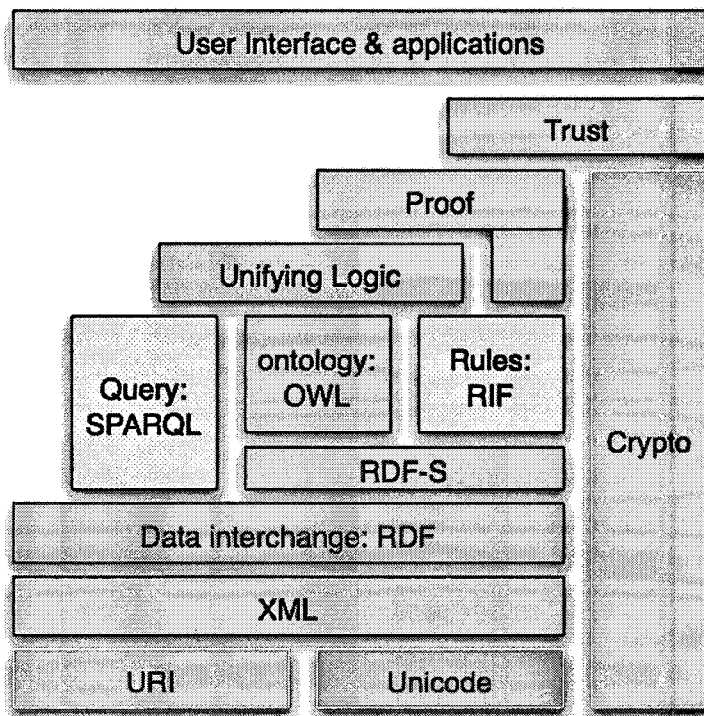 User Interface & applications
Trust
Proof
Unifying Logic
Query:
SPARQL
ontology:
OWL
Rules:
RIF
Crypto
RDF-S
Data interchange: RDF
XML
URI
Unicode